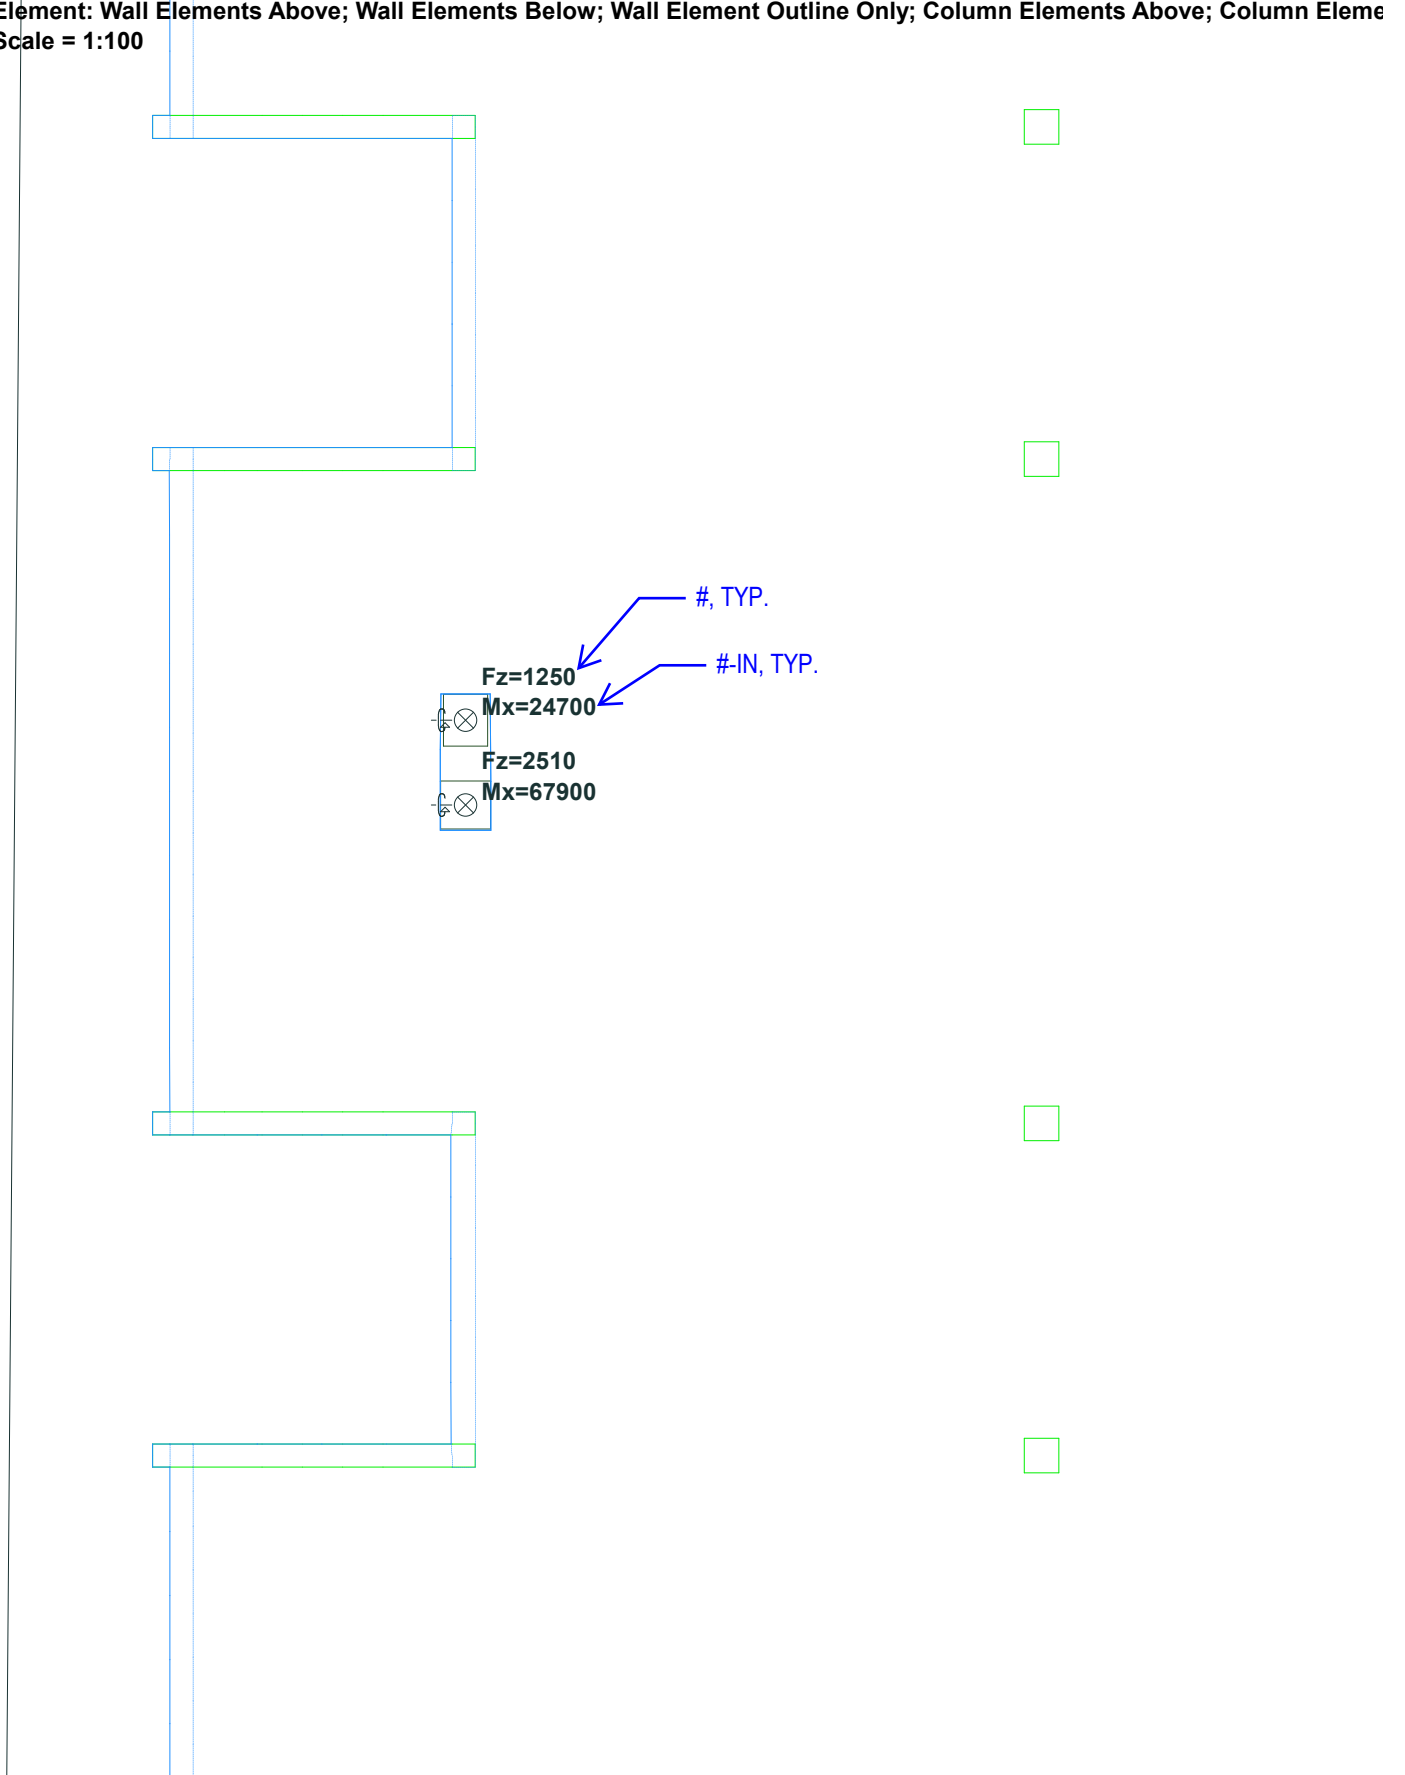 Element: Wall Elements Above; Wall Elements Below; Wall Element Outline Only; Column Elements Above; Column Eleme
Scale = 1:100
#, TYP.
#-IN, TYP.
Fz=1250
Mx=24700
Fz=2510
Mx=67900